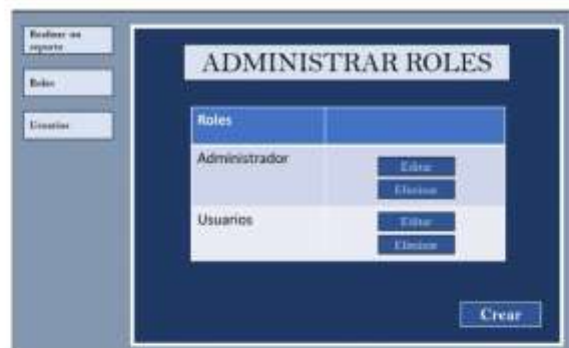 Realizar un
reporte
Roles
Usuarios
ADMINISTRAR ROLES
Roles
Administrador
Editar
Eliminar
Usuarios
Editar
Eliminar
Crear